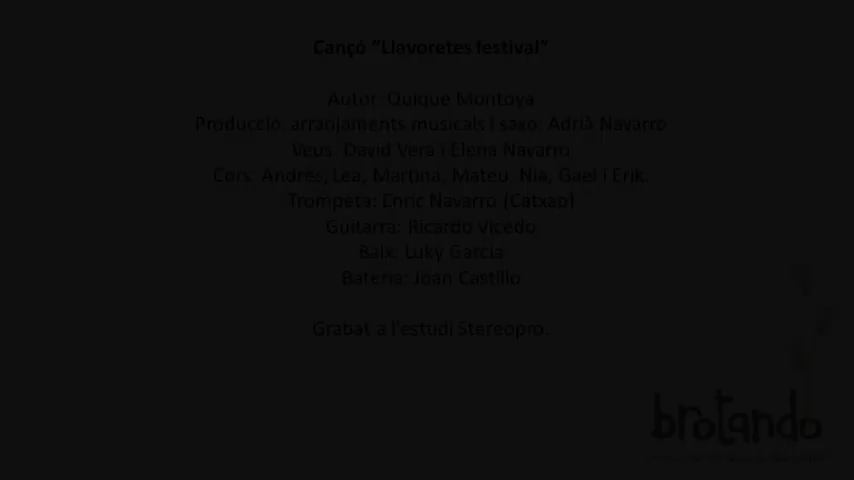 Cançó “Llavoretes festival”
Autor: Quique Montoya
Producció, arranjaments musicals i saxo: Adrià Navarro
Veus: David Vera i Elena Navarro
Cors: Andrés, Lea, Martina, Mateu, Nia, Gael i Erik.
Trompeta: Enric Navarro (Catxap)
Guitarra: Ricardo Vicedo
Baix: Luky García
Bateria: Joan Castillo
Grabat a l'estudi Stereopro.
brotando